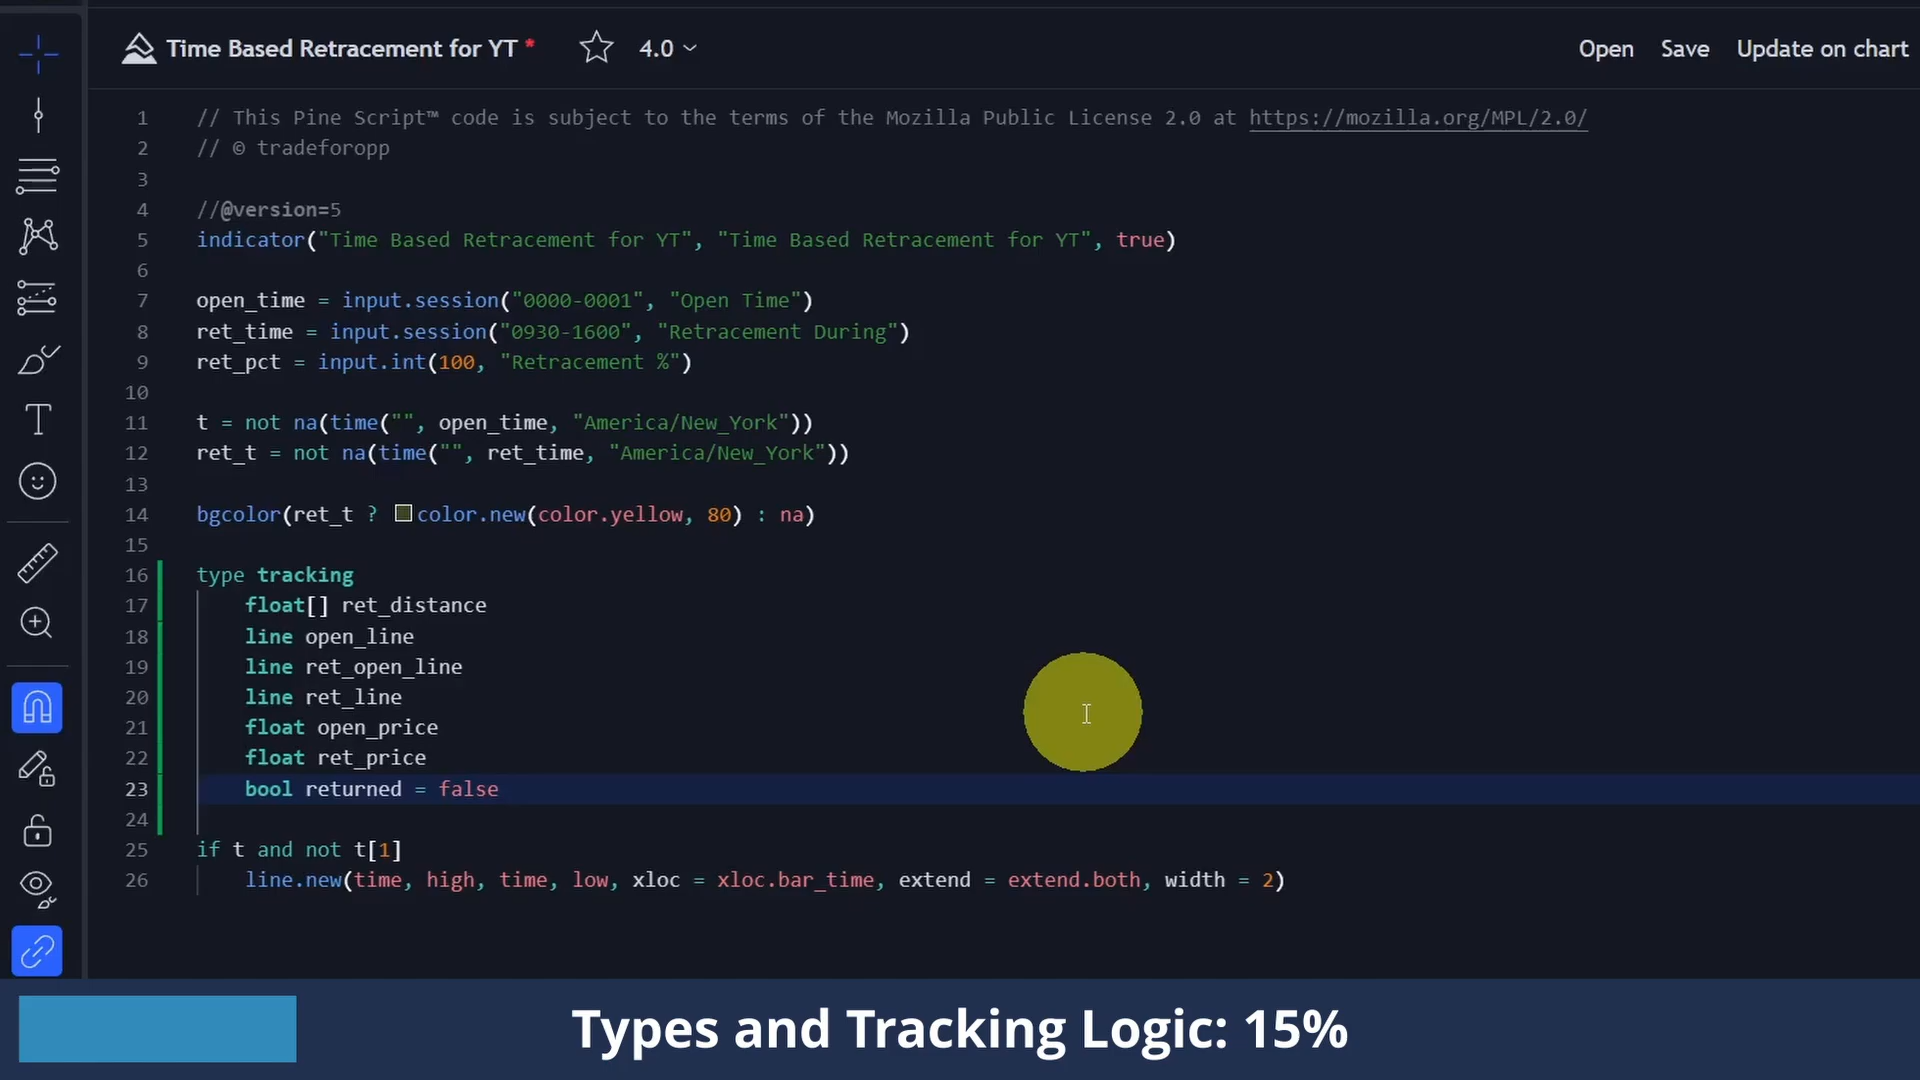 Time Based Retracement for YT * 4.0 Open Save Update on chart
1 // This Pine Script™ code is subject to the terms of the Mozilla Public License 2.0 at https://mozilla.org/MPL/2.0/
2 // © tradeforopp
3
4 //@version=5
5 indicator("Time Based Retracement for YT", "Time Based Retracement for YT", true)
6
7 open_time = input.session("0000-0001", "Open Time")
8 ret_time = input.session("0930-1600", "Retracement During")
9 ret_pct = input.int(100, "Retracement %")
10
11 t = not na(time("", open_time, "America/New_York"))
12 ret_t = not na(time("", ret_time, "America/New_York"))
13
14 bgcolor(ret_t ? color.new(color.yellow, 80) : na)
15
16 type tracking
17     float[] ret_distance
18     line open_line
19     line ret_open_line
20     line ret_line
21     float open_price
22     float ret_price
23     bool returned = false
24
25 if t and not t[1]
26     line.new(time, high, time, low, xloc = xloc.bar_time, extend = extend.both, width = 2)
Types and Tracking Logic: 15%